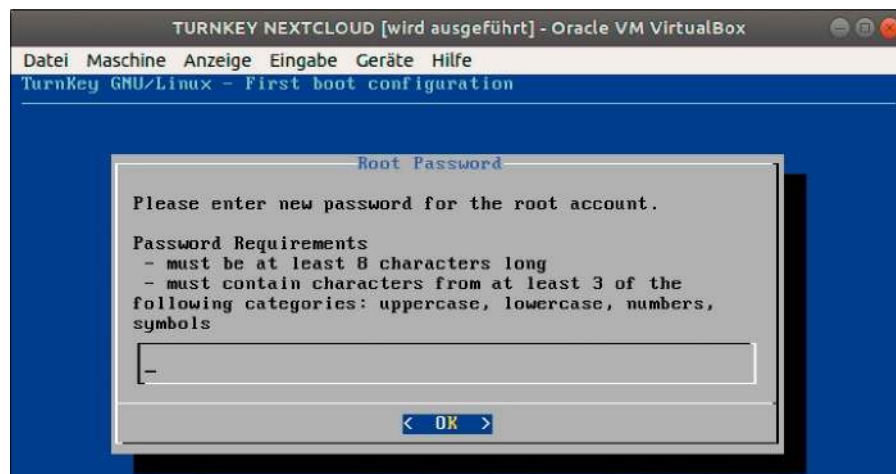 TURNKEY NEXTCLOUD [wird ausgeführt] - Oracle VM VirtualBox
Datei Maschine Anzeige Eingabe Geräte Hilfe
TurnKey GNU/Linux - First boot configuration
Root Password
Please enter new password for the root account.
Password Requirements
- must be at least 8 characters long
- must contain characters from at least 3 of the
following categories: uppercase, lowercase, numbers,
symbols
_
< OK >